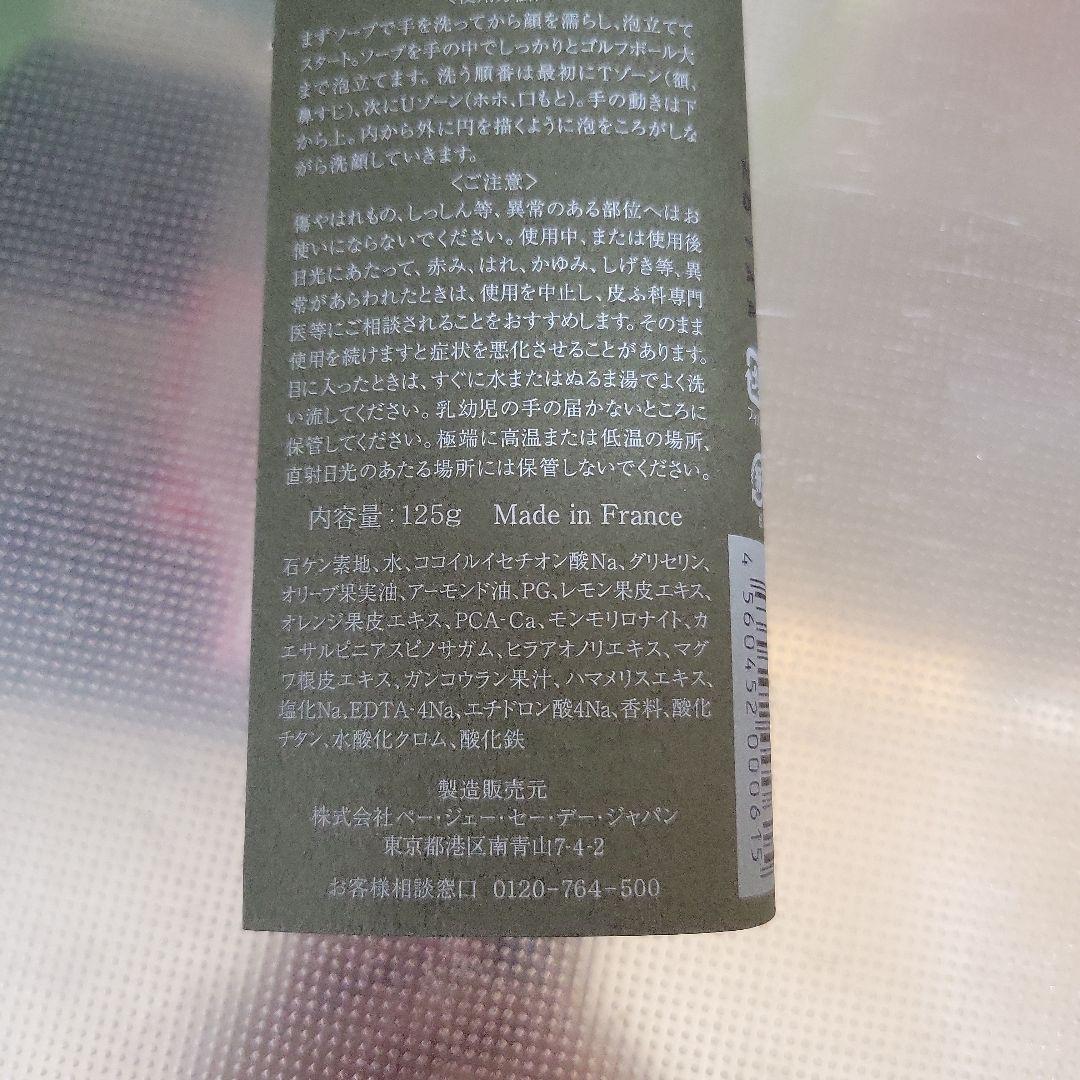 まずソープで手を洗ってから顔を濡らし、泡立てて
スタート。ソープを手の中でしっかりとゴルフボール大
まで泡立てます。洗う順番は最初にTゾーン(額、
鼻すじ)、次にUゾーン(ホホ、口もと)。手の動きは下
から上。内から外に円を描くように泡をころがしな
がら洗顔していきます。
〈ご注意〉
傷やはれもの、しっしん等、異常のある部位へはお
使いにならないでください。使用中、または使用後
日光にあたって、赤み、はれ、かゆみ、しげき等、異
常があらわれたときは、使用を中止し、皮ふ科専門
医等にご相談されることをおすすめします。そのまま
使用を続けますと症状を悪化させることがあります。
目に入ったときは、すぐに水またはぬるま湯でよく洗
い流してください。乳幼児の手の届かないところに
保管してください。極端に高温または低温の場所、
直射日光のあたる場所には保管しないでください。
内容量:125g Made in France
石ケン素地、水、ココイルイセチオン酸Na、グリセリン、
オリーブ果実油、アーモンド油、PG、レモン果皮エキス、
オレンジ果皮エキス、PCA-Ca、モンモリロナイト、カ
エサルピニアスピノサガム、ヒラアオノリエキス、マグ
ワ根皮エキス、ガンコウラン果汁、ハマメリスエキス、
塩化Na、EDTA-4Na、エチドロン酸4Na、香料、酸化
チタン、水酸化クロム、酸化鉄
製造販売元
株式会社ペー・ジェー・セー・デー・ジャパン
東京都港区南青山7-4-2
お客様相談窓口 0120-764-500
4 560452 000615